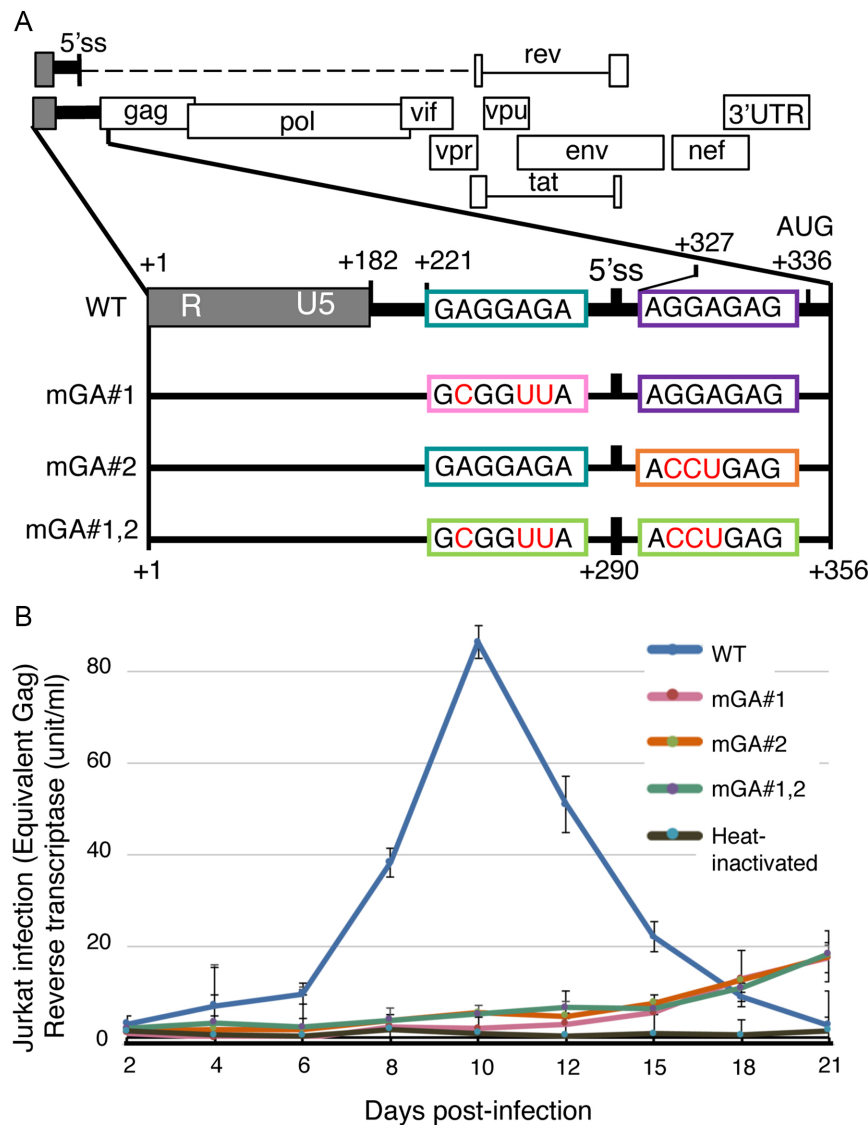 A
5’ss
rev
gag
pol
vif
vpu
3’UTR
vpr
env
nef
tat
AUG
+1
+182
+221
5’ss
+327
+336
WT
R
U5
GAGGAGA
AGGAGAG
mGA#1
GCGGUUA
AGGAGAG
mGA#2
GAGGAGA
ACCUGAG
mGA#1,2
GCGGUUA
ACCUGAG
+1
+290
+356
B
Jurkat infection (Equivalent Gag)
Reverse transcriptase (unit/ml)
80
60
40
20
0
WT
mGA#1
mGA#2
mGA#1,2
Heat-
inactivated
2 4 6 8 10 12 15 18 21
Days post-infection